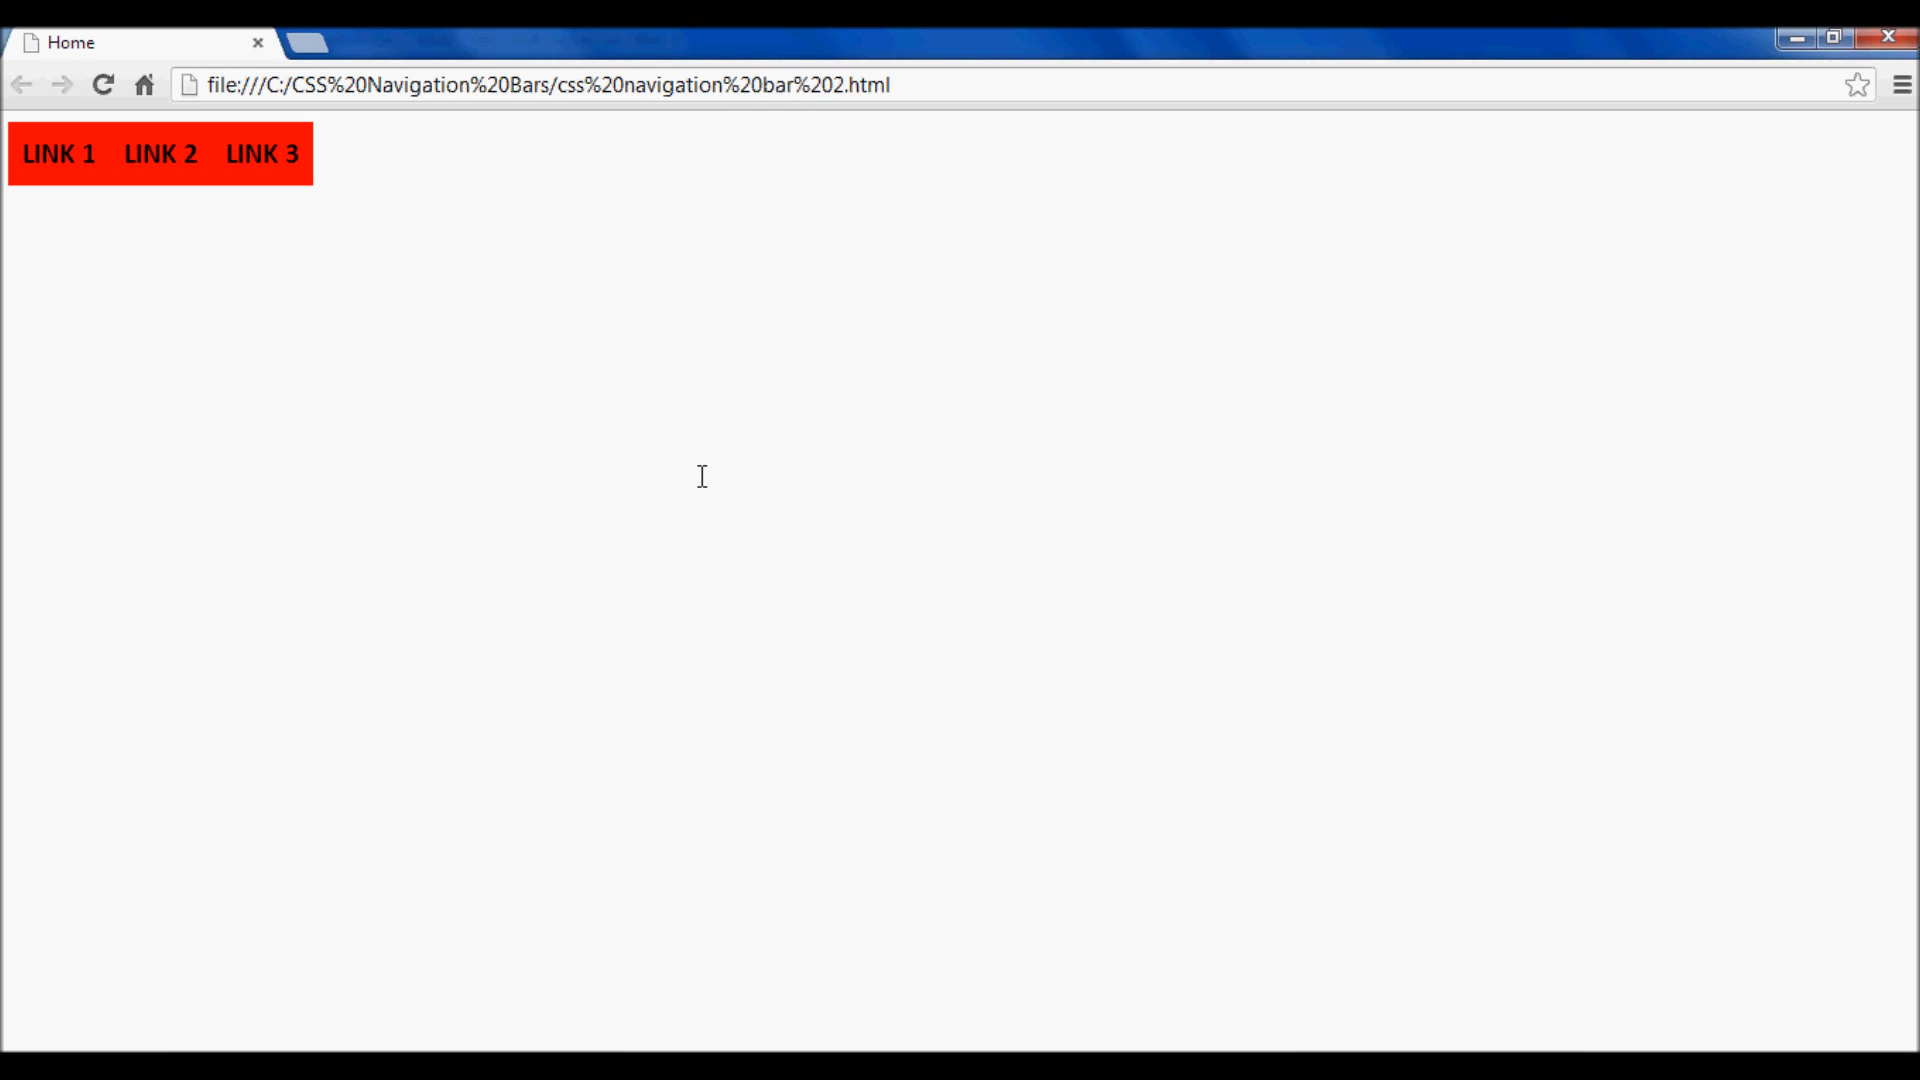 Home
file:///C:/CSS%20Navigation%20Bars/css%20navigation%20bar%202.html
LINK 1 LINK 2 LINK 3